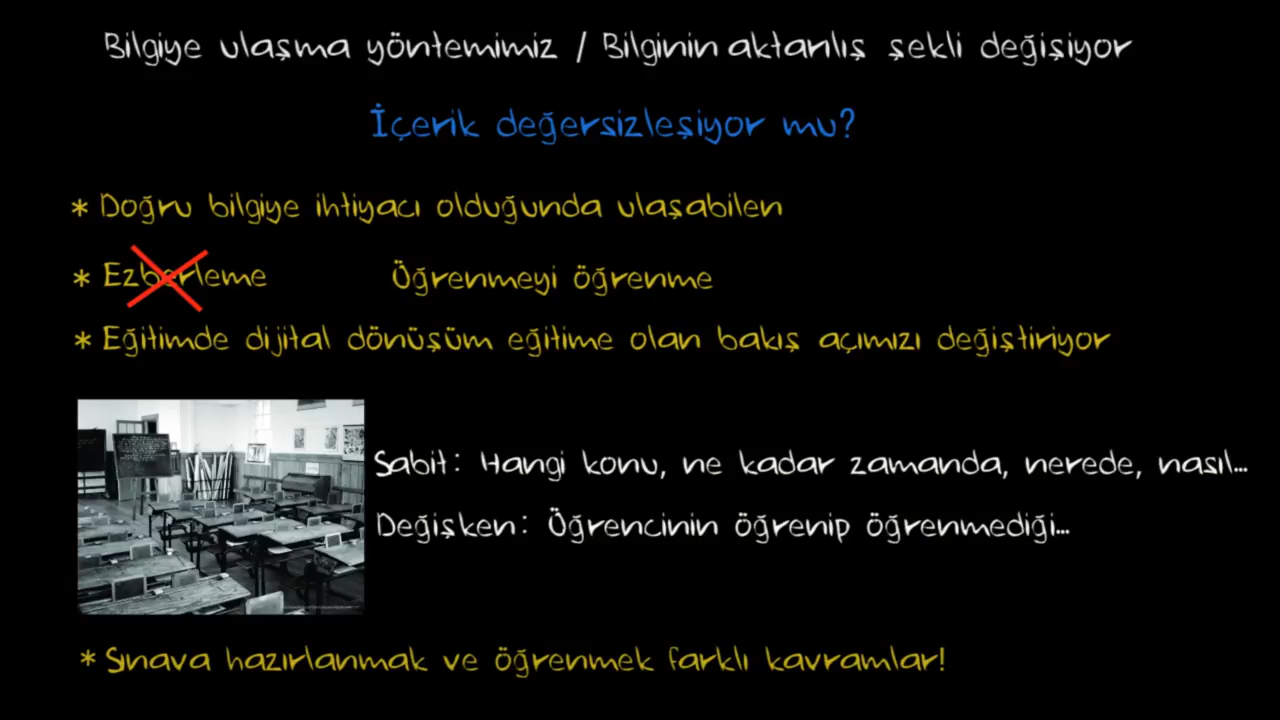 Bilgiye ulaşma yöntemimiz / Bilginin aktarılış şekli değişiyor
İçerik değersizleşiyor mu?
* Doğru bilgiye ihtiyacı olduğunda ulaşabilen
* Ezberleme Öğrenmeyi öğrenme
* Eğitimde dijital dönüşüm eğitime olan bakış açımızı değiştiriyor
Sabit: Hangi konu, ne kadar zamanda, nerede, nasıl...
Değişken: Öğrencinin öğrenip öğrenmediği...
* Sınava hazırlanmak ve öğrenmek farklı kavramlar!